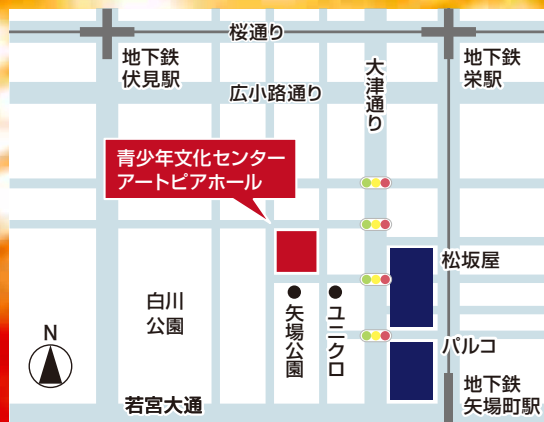 桜通り
地下鉄
伏見駅
地下鉄
栄駅
大津通り
広小路通り
青少年文化センター
アートピアホール
松坂屋
白川
公園
矢場公園
ユニクロ
パルコ
N
地下鉄
矢場町駅
若宮大通